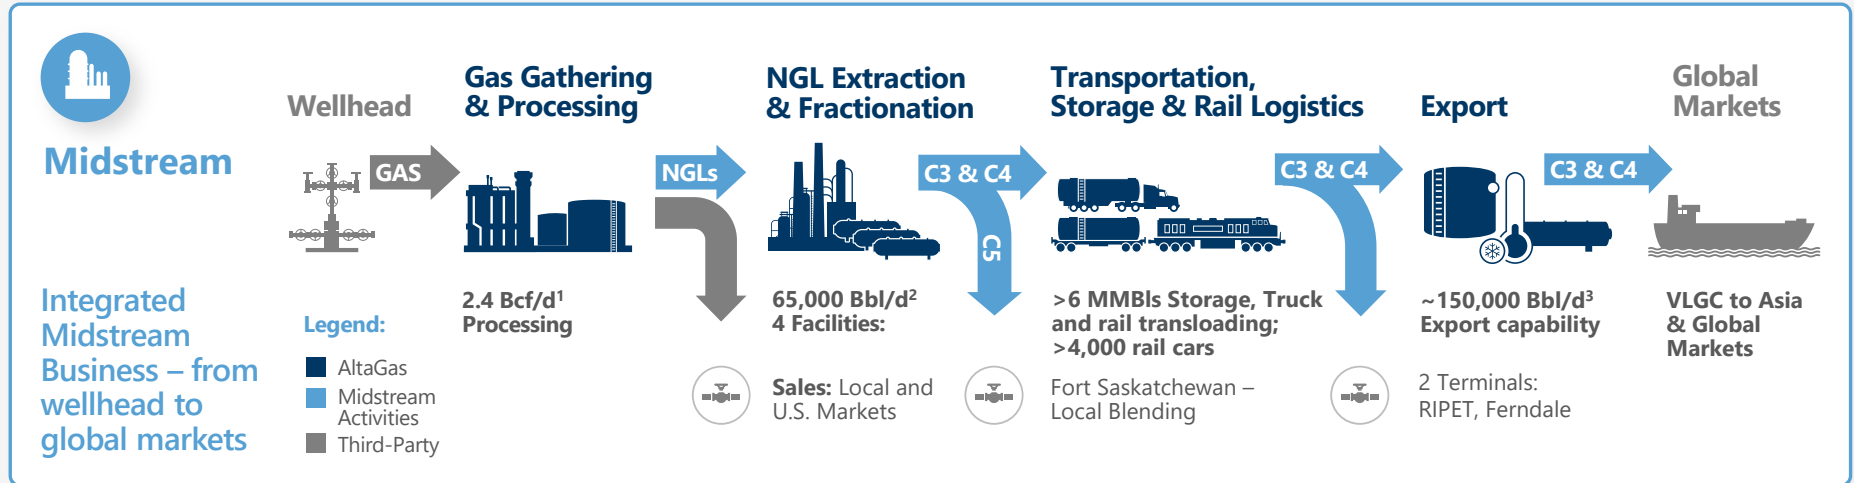 Midstream
Integrated
Midstream
Business – from
wellhead to
global markets
Wellhead
GAS
Legend:
AltaGas
Midstream
Activities
Third-Party
Gas Gathering
& Processing
NGLs
2.4 Bcf/d¹
Processing
NGL Extraction
& Fractionation
C3 & C4
C5
65,000 Bbl/d²
4 Facilities:
Sales: Local and
U.S. Markets
Transportation,
Storage & Rail Logistics
C3 & C4
>6 MMBls Storage, Truck
and rail transloading;
>4,000 rail cars
Fort Saskatchewan –
Local Blending
Export
C3 & C4
~150,000 Bbl/d³
Export capability
2 Terminals:
RIPET, Ferndale
Global
Markets
VLGC to Asia
& Global
Markets